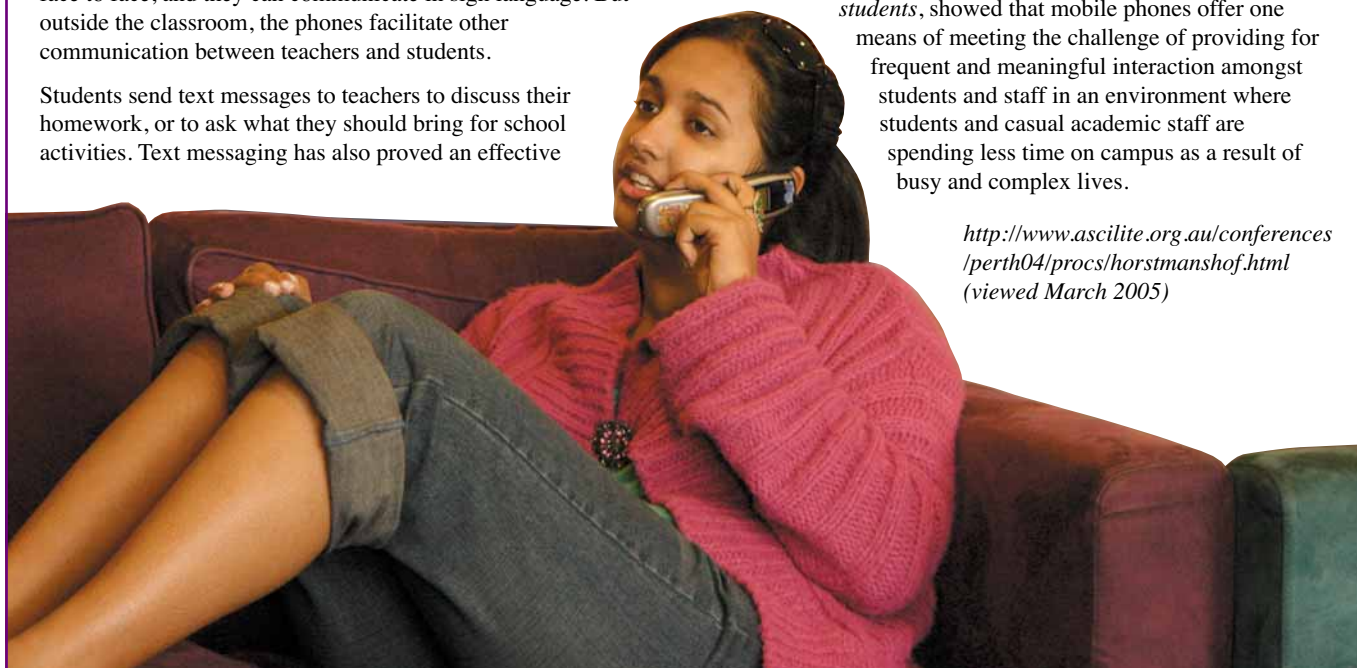 outside the classroom, the phones facilitate other
communication between teachers and students.
Students send text messages to teachers to discuss their
homework, or to ask what they should bring for school
activities. Text messaging has also proved an effective
students, showed that mobile phones offer one
means of meeting the challenge of providing for
frequent and meaningful interaction amongst
students and staff in an environment where
students and casual academic staff are
spending less time on campus as a result of
busy and complex lives.
http://www.ascilite.org.au/conferences
/perth04/procs/horstmanshof.html
(viewed March 2005)